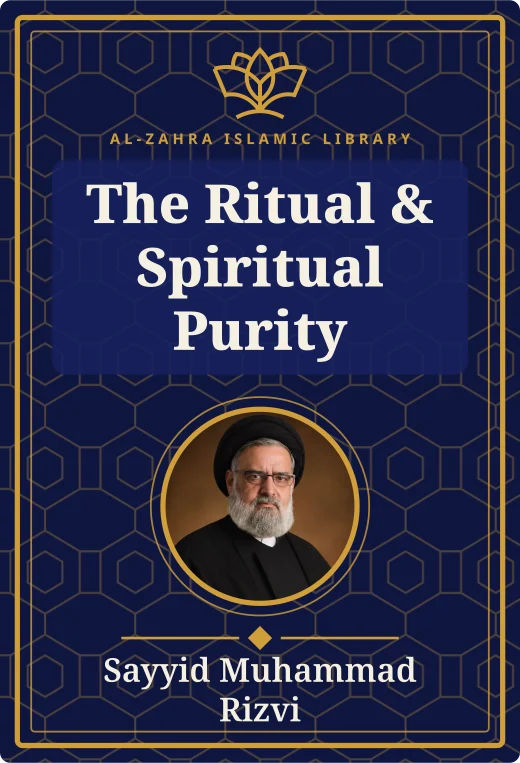 AL-ZAHRA ISLAMIC LIBRARY
The Ritual &
Spiritual
Purity
Sayyid Muhammad
Rizvi